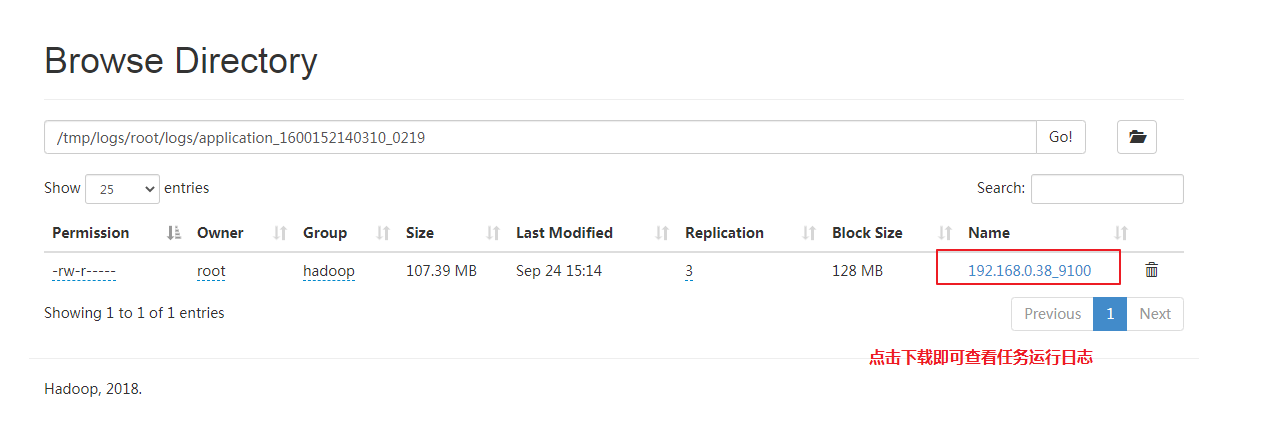 Browse Directory
/tmp/logs/root/logs/application_1600152140310_0219 Go!
Show 25 entries Search:
Permission Owner Group Size Last Modified Replication Block Size Name
-rw-r----- root hadoop 107.39 MB Sep 24 15:14 3 128 MB 192.168.0.38_9100
Showing 1 to 1 of 1 entries Previous 1 Next
点击下载即可查看任务运行日志
Hadoop, 2018.